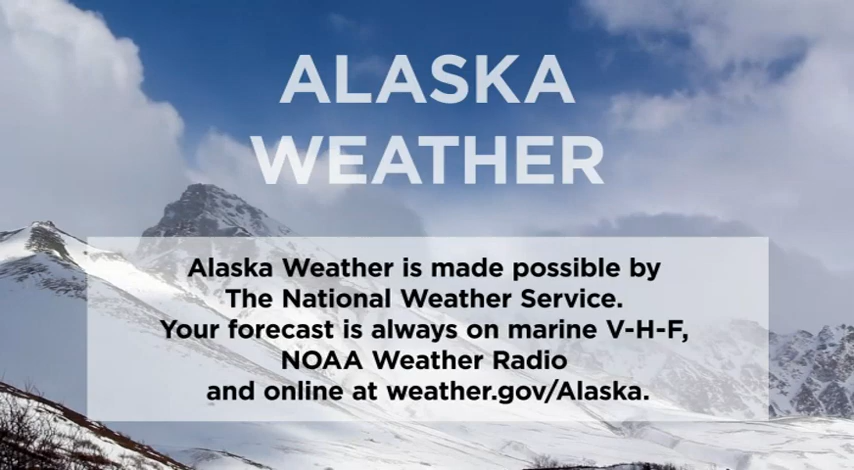 ALASKA
WEATHER
Alaska Weather is made possible by
The National Weather Service.
Your forecast is always on marine V-H-F,
NOAA Weather Radio
and online at weather.gov/Alaska.